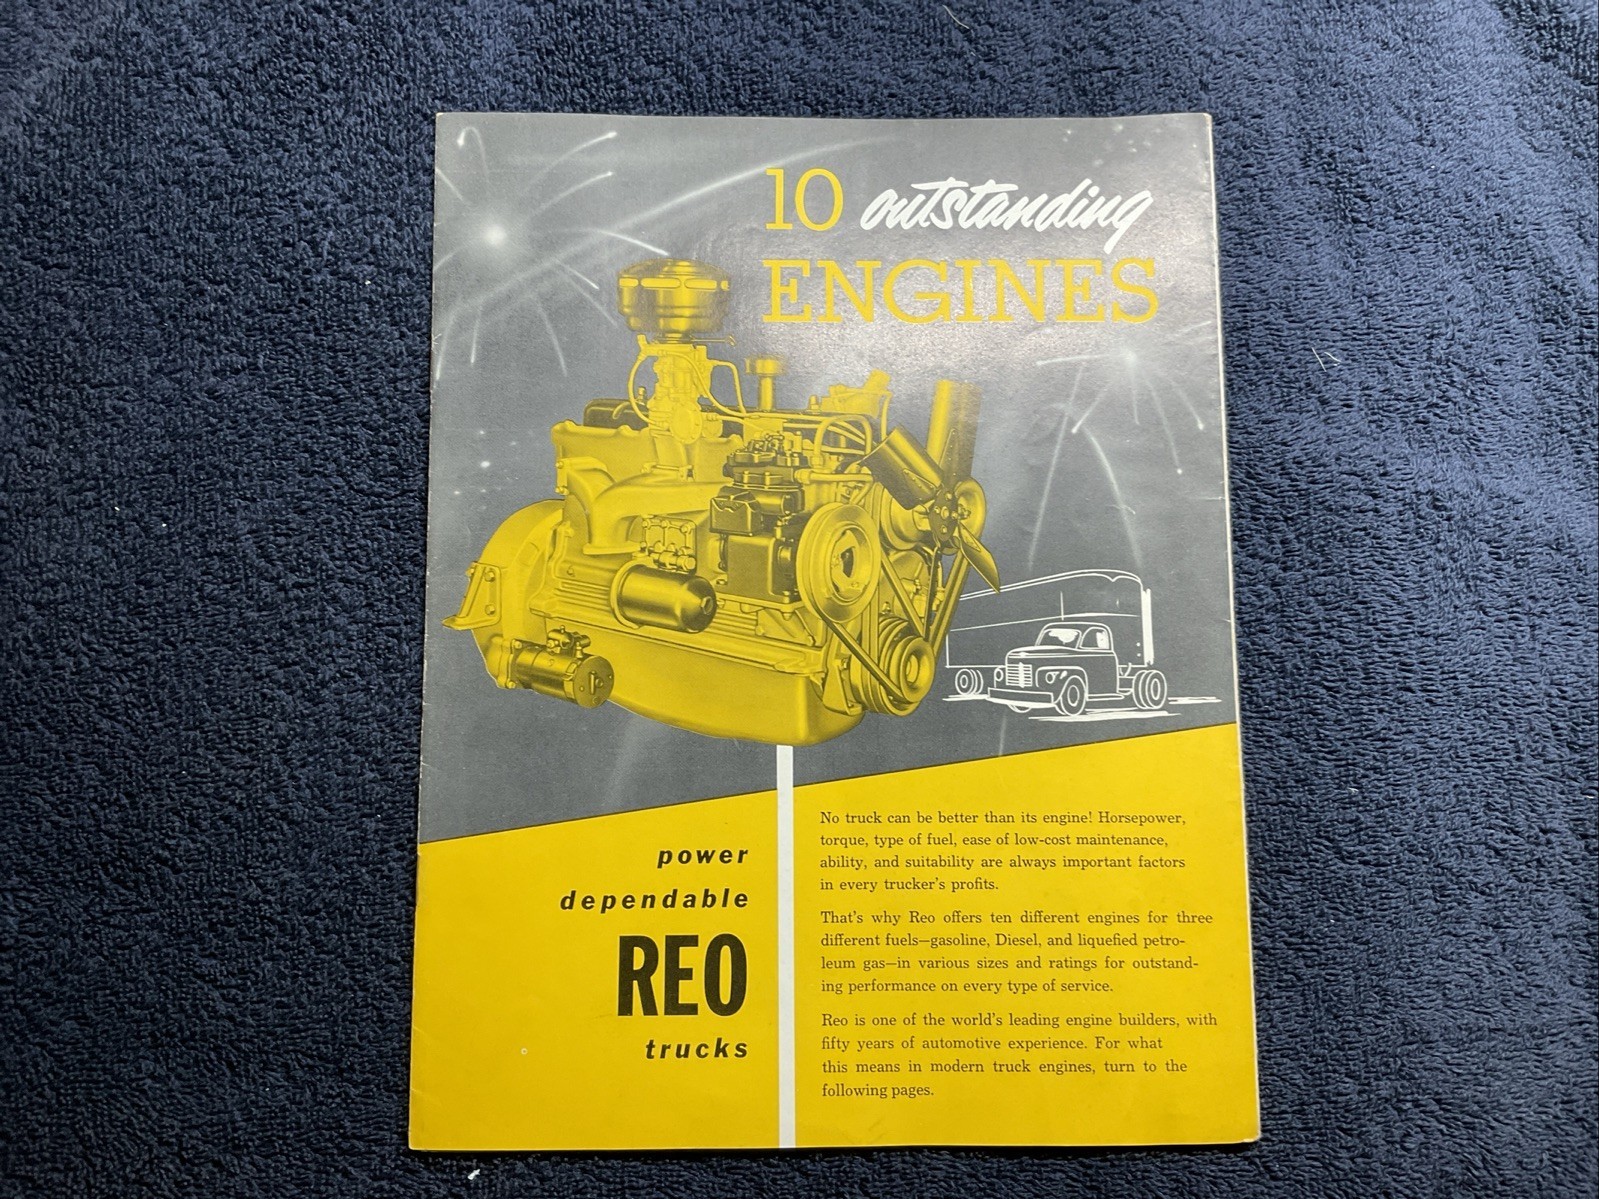 10 outstanding
ENGINES
power
dependable
REO
trucks
No truck can be better than its engine! Horsepower,
torque, type of fuel, ease of low-cost maintenance,
ability, and suitability are always important factors
in every trucker's profits.
That's why Reo offers ten different engines for three
different fuels—gasoline, Diesel, and liquefied petro-
leum gas—in various sizes and ratings for outstand-
ing performance on every type of service.
Reo is one of the world's leading engine builders, with
fifty years of automotive experience. For what
this means in modern truck engines, turn to the
following pages.